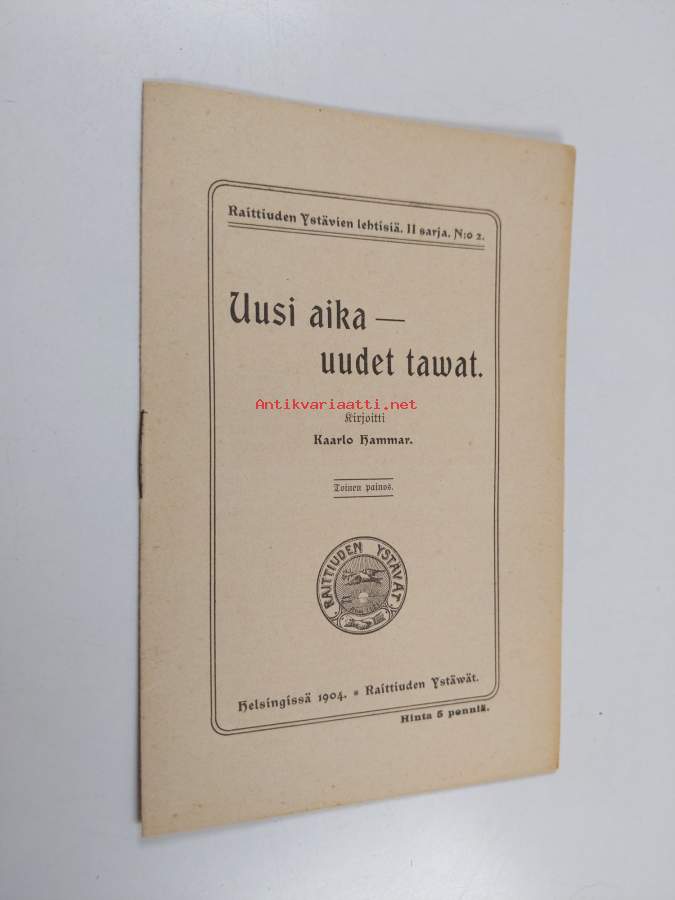 Raittiuden Ystävien lehtisiä. II sarja. N:o 2.
Uusi aika —
uudet tawat.
Antikvariaatti.net
Kirjoitti
Kaarlo Hammar.
Toinen painos.
RAITTIUDEN YSTÄVÄT
Helsingissä 1904. * Raittiuden Ystäwät.
Hinta 5 penniä.